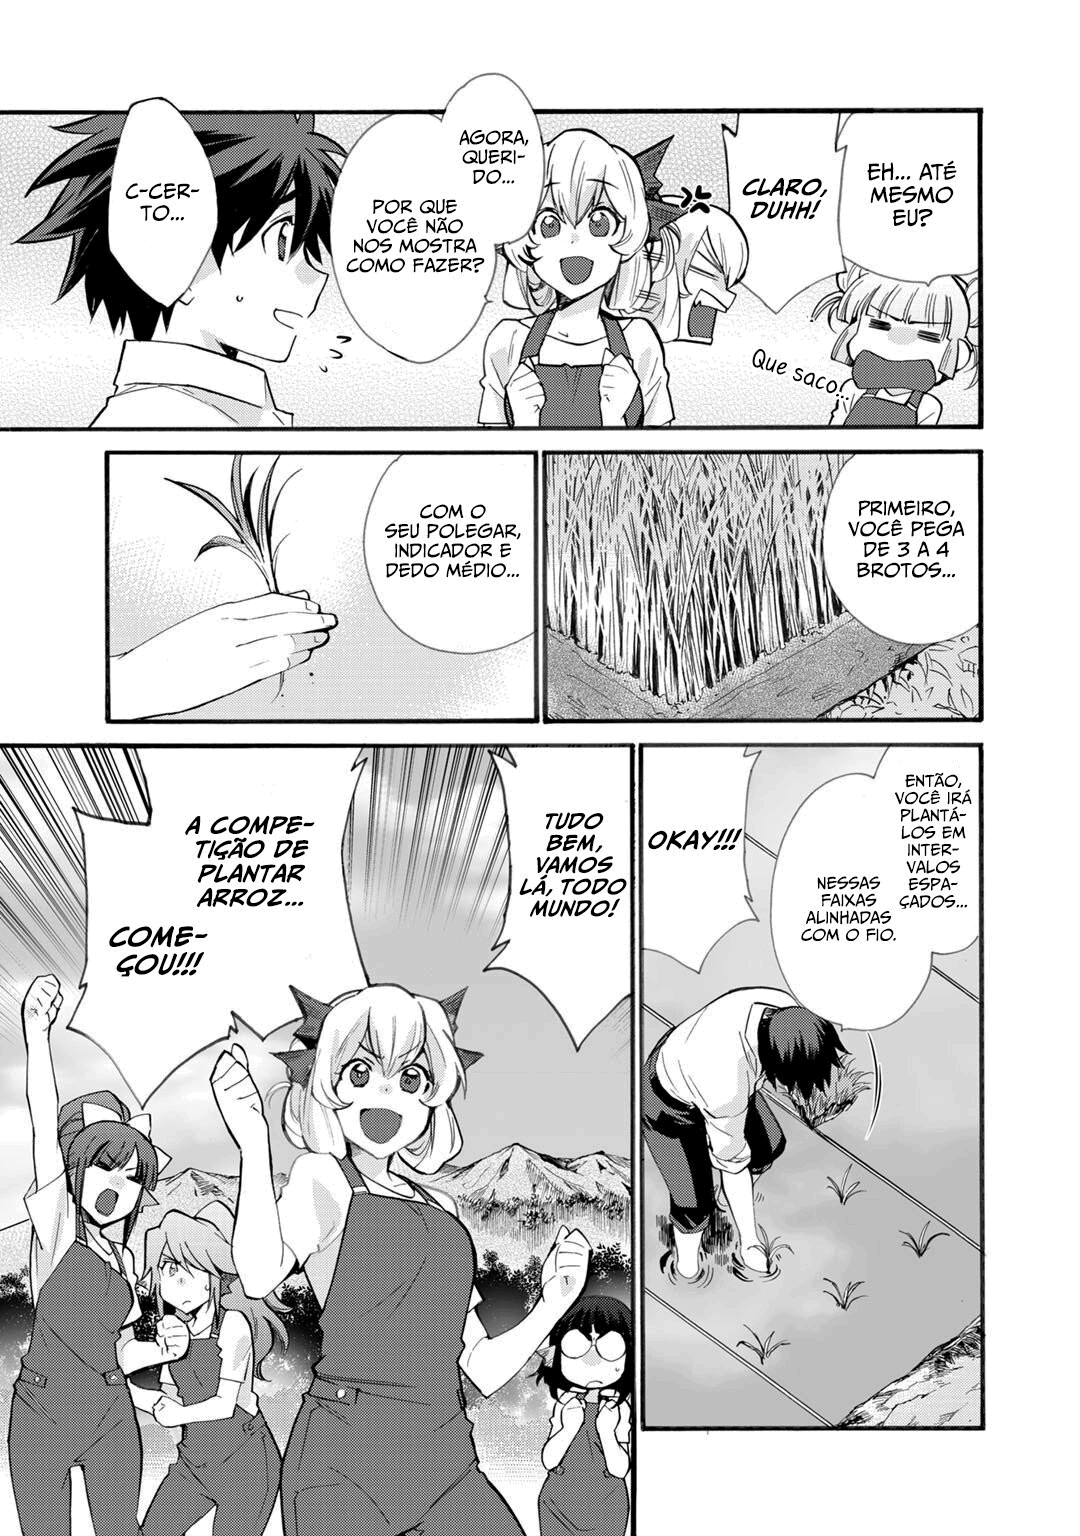 EH... ATÉ
MESMO
EU?
CLARO,
DUHH!
Que saco!...
AGORA,
QUERI-
DO...
POR QUE
VOCÊ NÃO
NOS MOSTRA
COMO FAZER?
C-CER-
TO...
PRIMEIRO,
VOCÊ PEGA
DE 3 A 4
BROTOS...
COM O
SEU POLEGAR,
INDICADOR E
DEDO MÉDIO...
ENTÃO,
VOCÊ IRÁ
PLANTÁ-
LOS EM
INTER-
VALOS
ESPA-
ÇADOS...
NESSAS
FAIXAS
ALINHADAS
COM O FIO.
OKAY!!!
TUDO
BEM,
VAMOS
LÁ, TODO
MUNDO!
A COMPE-
TIÇÃO DE
PLANTAR
ARROZ...
COME-
ÇOU!!!